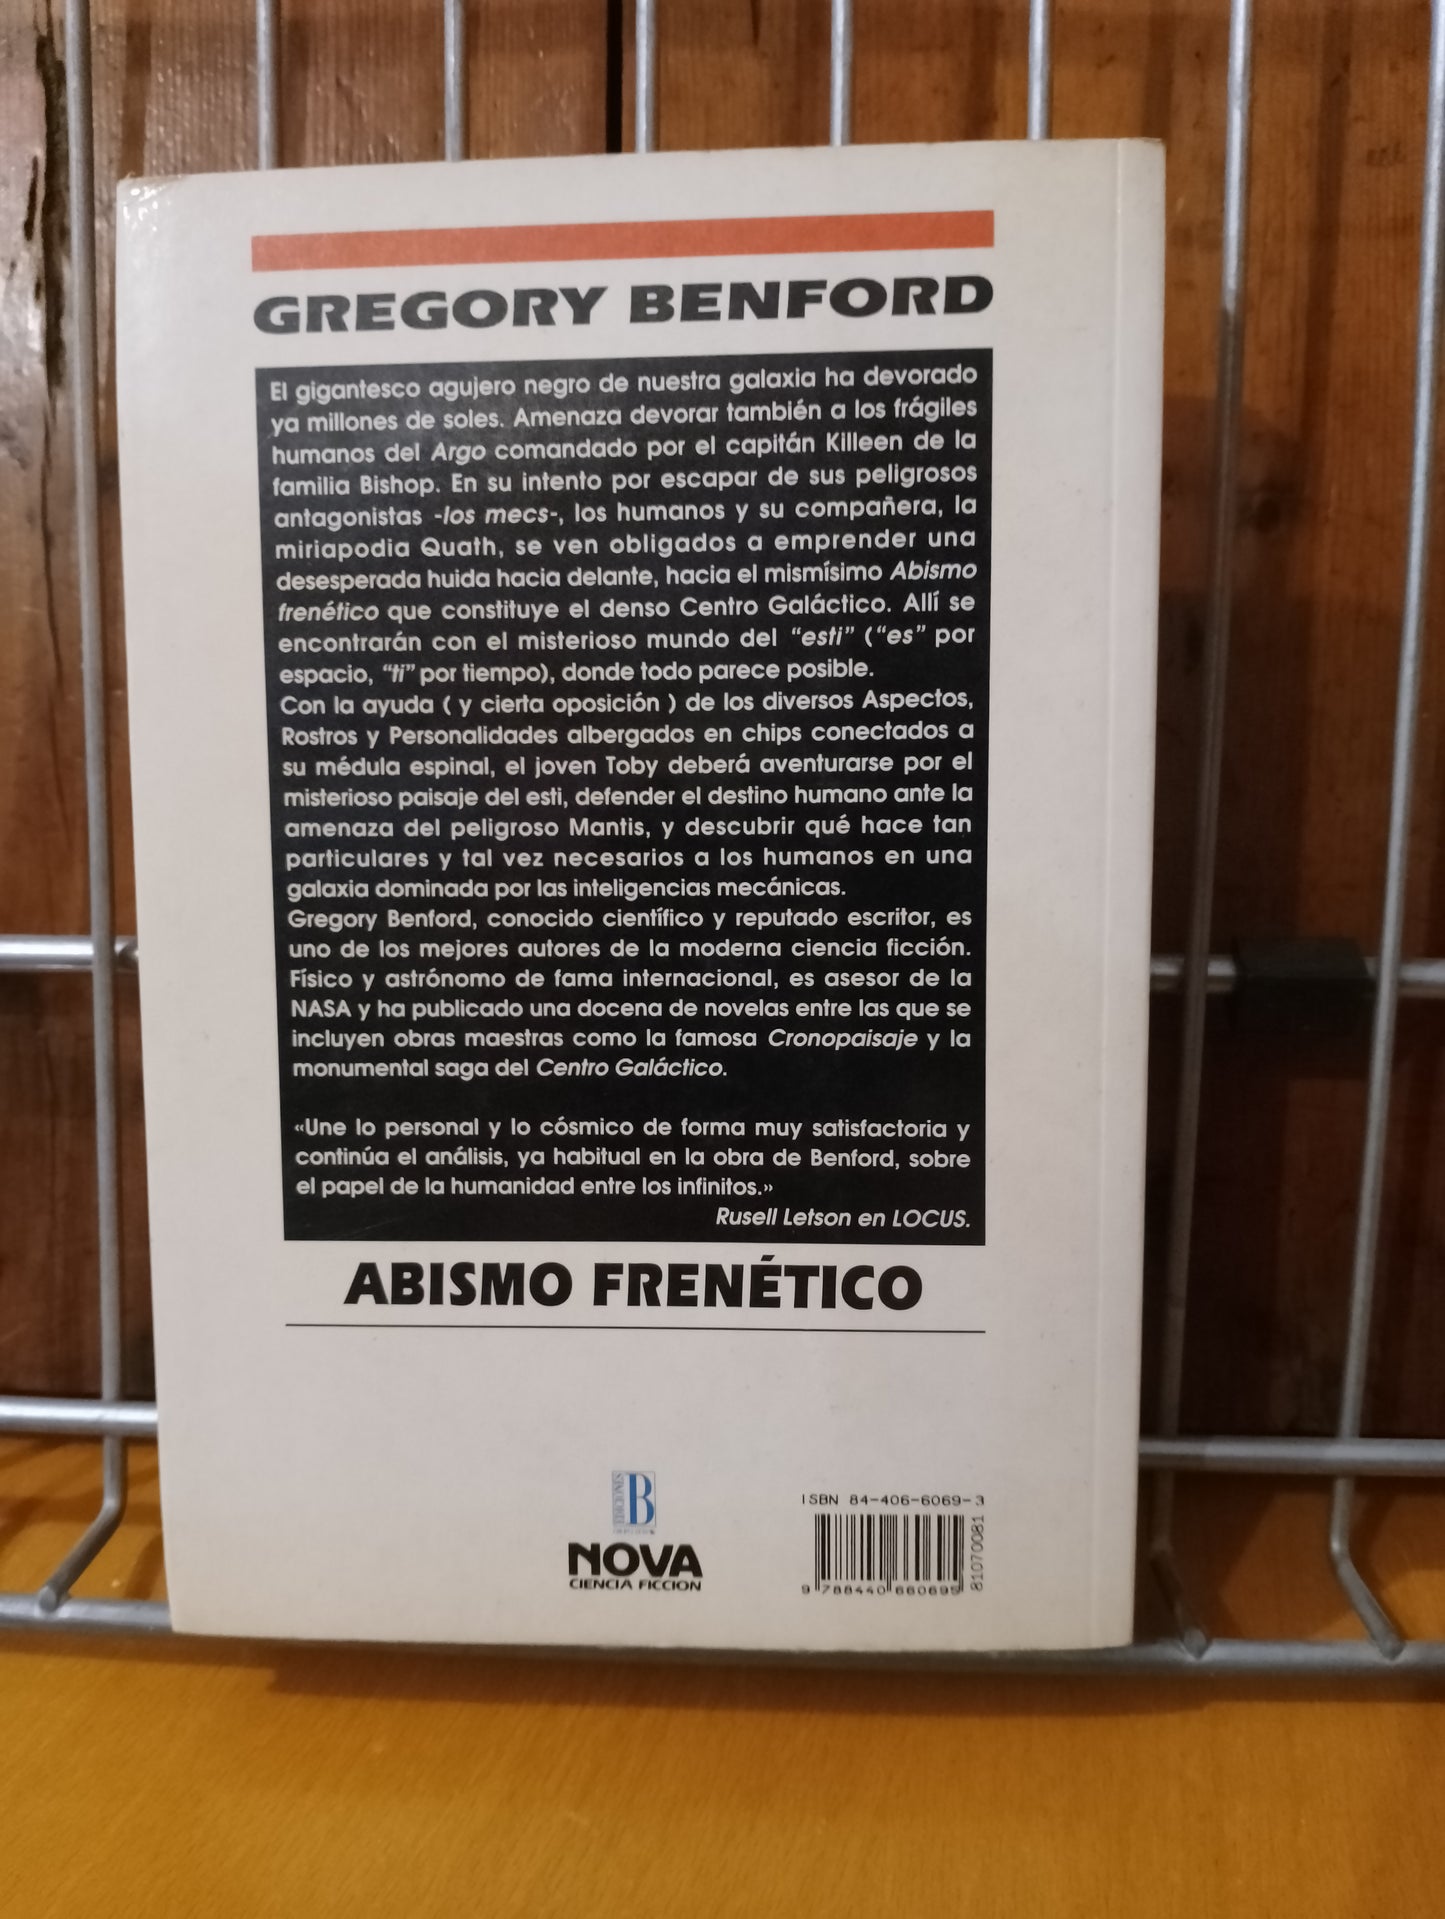 GREGORY BENFORD
El gigantesco agujero negro de nuestra galaxia ha devorado
ya millones de soles. Amenaza devorar también a los frágiles
humanos del Argo comandado por el capitán Killeen de la
familia Bishop. En su intento por escapar de sus peligrosos
antagonistas -los mecs-, los humanos y su compañera, la
miriapodia Quath, se ven obligados a emprender una
desesperada huida hacia delante, hacia el mismísimo Abismo
frenético que constituye el denso Centro Galáctico. Allí se
encontrarán con el misterioso mundo del “esti” (“es” por
espacio, “ti” por tiempo), donde todo parece posible.
Con la ayuda ( y cierta oposición ) de los diversos Aspectos,
Rostros y Personalidades albergados en chips conectados a
su médula espinal, el joven Toby deberá aventurarse por el
misterioso paisaje del esti, defender el destino humano ante la
amenaza del peligroso Mantis, y descubrir qué hace tan
particulares y tal vez necesarios a los humanos en una
galaxia dominada por las inteligencias mecánicas.
Gregory Benford, conocido científico y reputado escritor, es
uno de los mejores autores de la moderna ciencia ficción.
Físico y astrónomo de fama internacional, es asesor de la
NASA y ha publicado una docena de novelas entre las que se
incluyen obras maestras como la famosa Cronopaisaje y la
monumental saga del Centro Galáctico.
«Une lo personal y lo cósmico de forma muy satisfactoria y
continúa el análisis, ya habitual en la obra de Benford, sobre
el papel de la humanidad entre los infinitos.»
Rusell Letson en LOCUS.
ABISMO FRENÉTICO
EDICIONES B
NOVA
CIENCIA FICCION
ISBN 84-406-6069-3
9 788440 660695
81070081